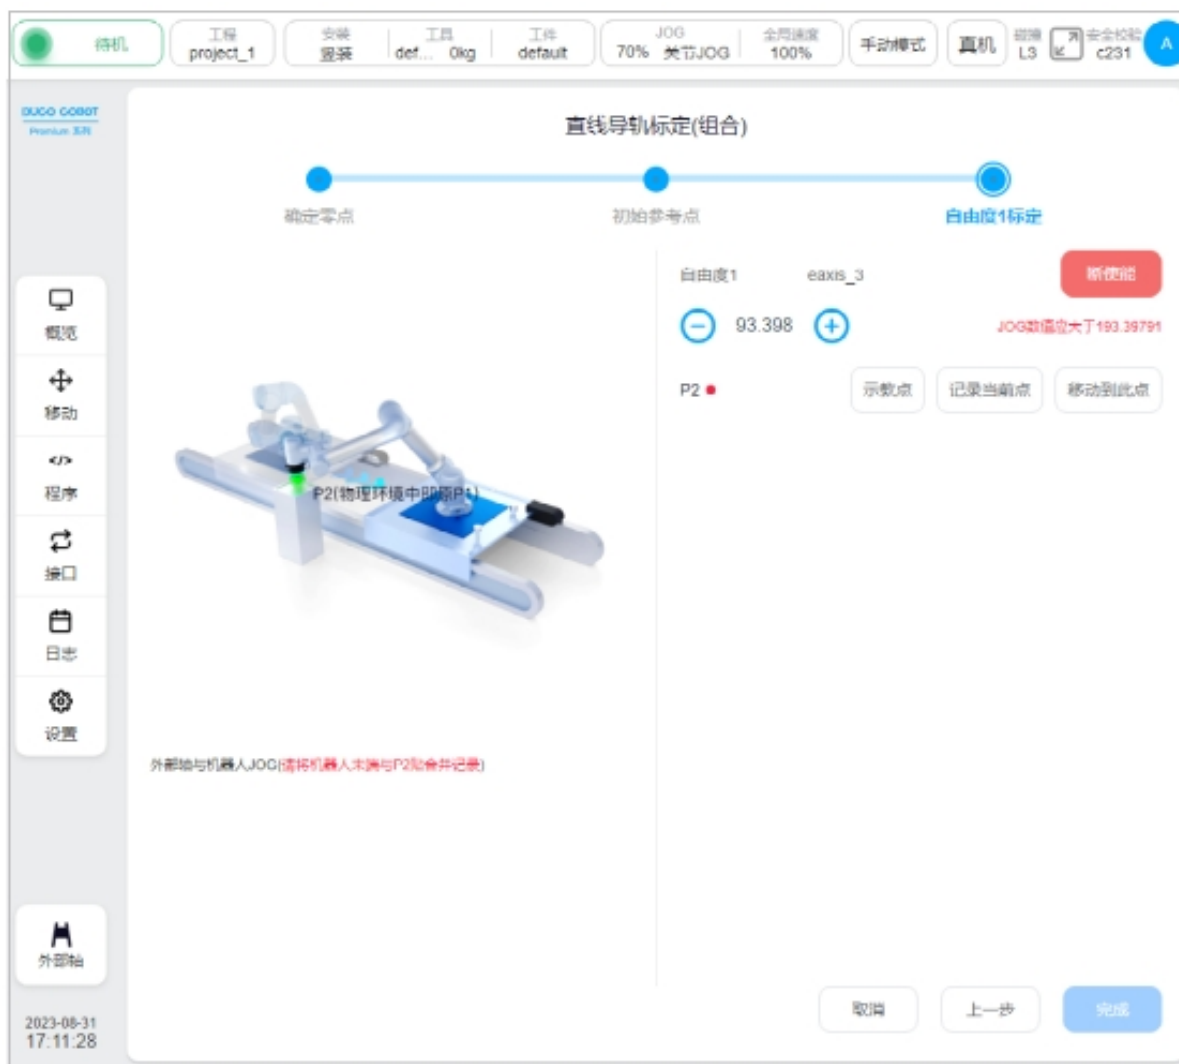 待机
工程
project_1
安装
竖装
工具
def... 0kg
工件
default
JOG
70% 关节JOG
全局速度
100%
手动模式
真机
碰撞
L3
安全校验
c231
A
DUCO COBOT
Premium 系列
直线导轨标定(组合)
确定零点
初始参考点
自由度1标定
自由度1 eaxis_3
断使能
93.398
JOG数值应大于193.39791
P2
示教点
记录当前点
移动到此点
P2(物理环境中即原P1)
外部轴与机器人JOG(请将机器人末端与P2贴合并记录)
概览
移动
程序
接口
日志
设置
外部轴
2023-08-31
17:11:28
取消
上一步
完成